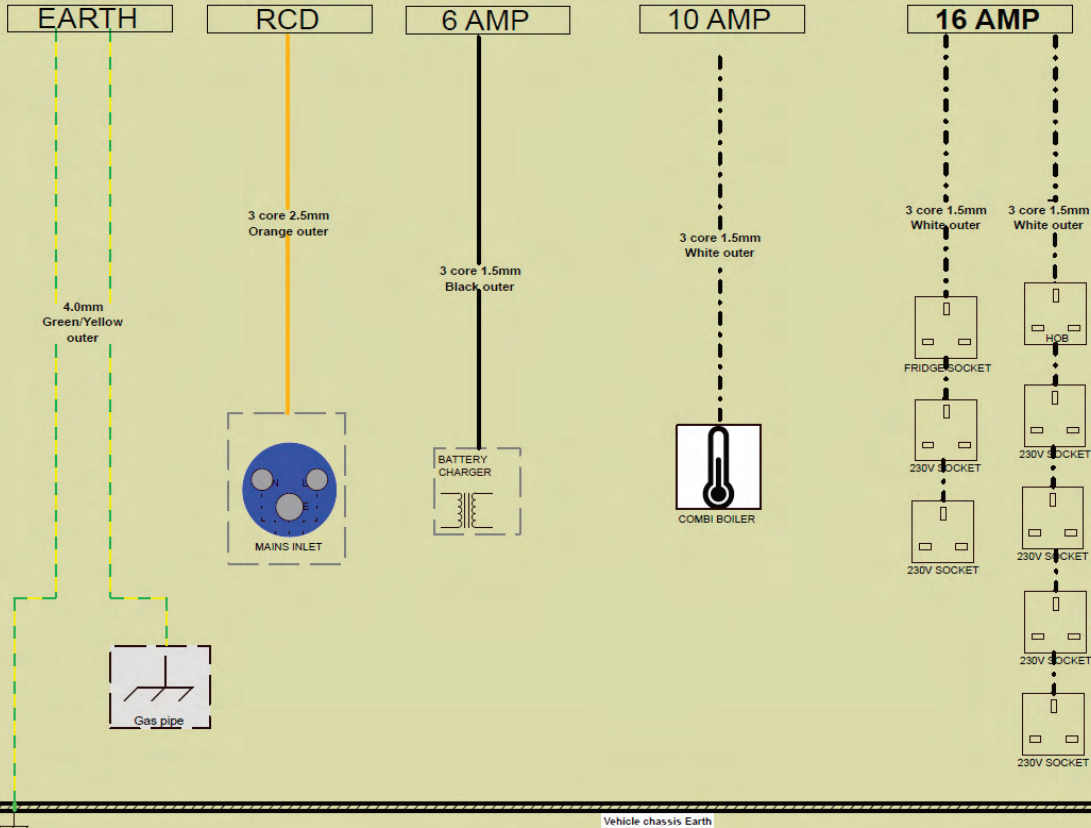 EARTH
RCD
6 AMP
10 AMP
16 AMP
4.0mm
Green/Yellow
outer
3 core 2.5mm
Orange outer
3 core 1.5mm
Black outer
3 core 1.5mm
White outer
3 core 1.5mm
White outer
3 core 1.5mm
White outer
Gas pipe
N
L
E
MAINS INLET
BATTERY
CHARGER
COMBI BOILER
FRIDGE SOCKET
230V SOCKET
230V SOCKET
HOB
230V SOCKET
230V SOCKET
230V SOCKET
230V SOCKET
Vehicle chassis Earth